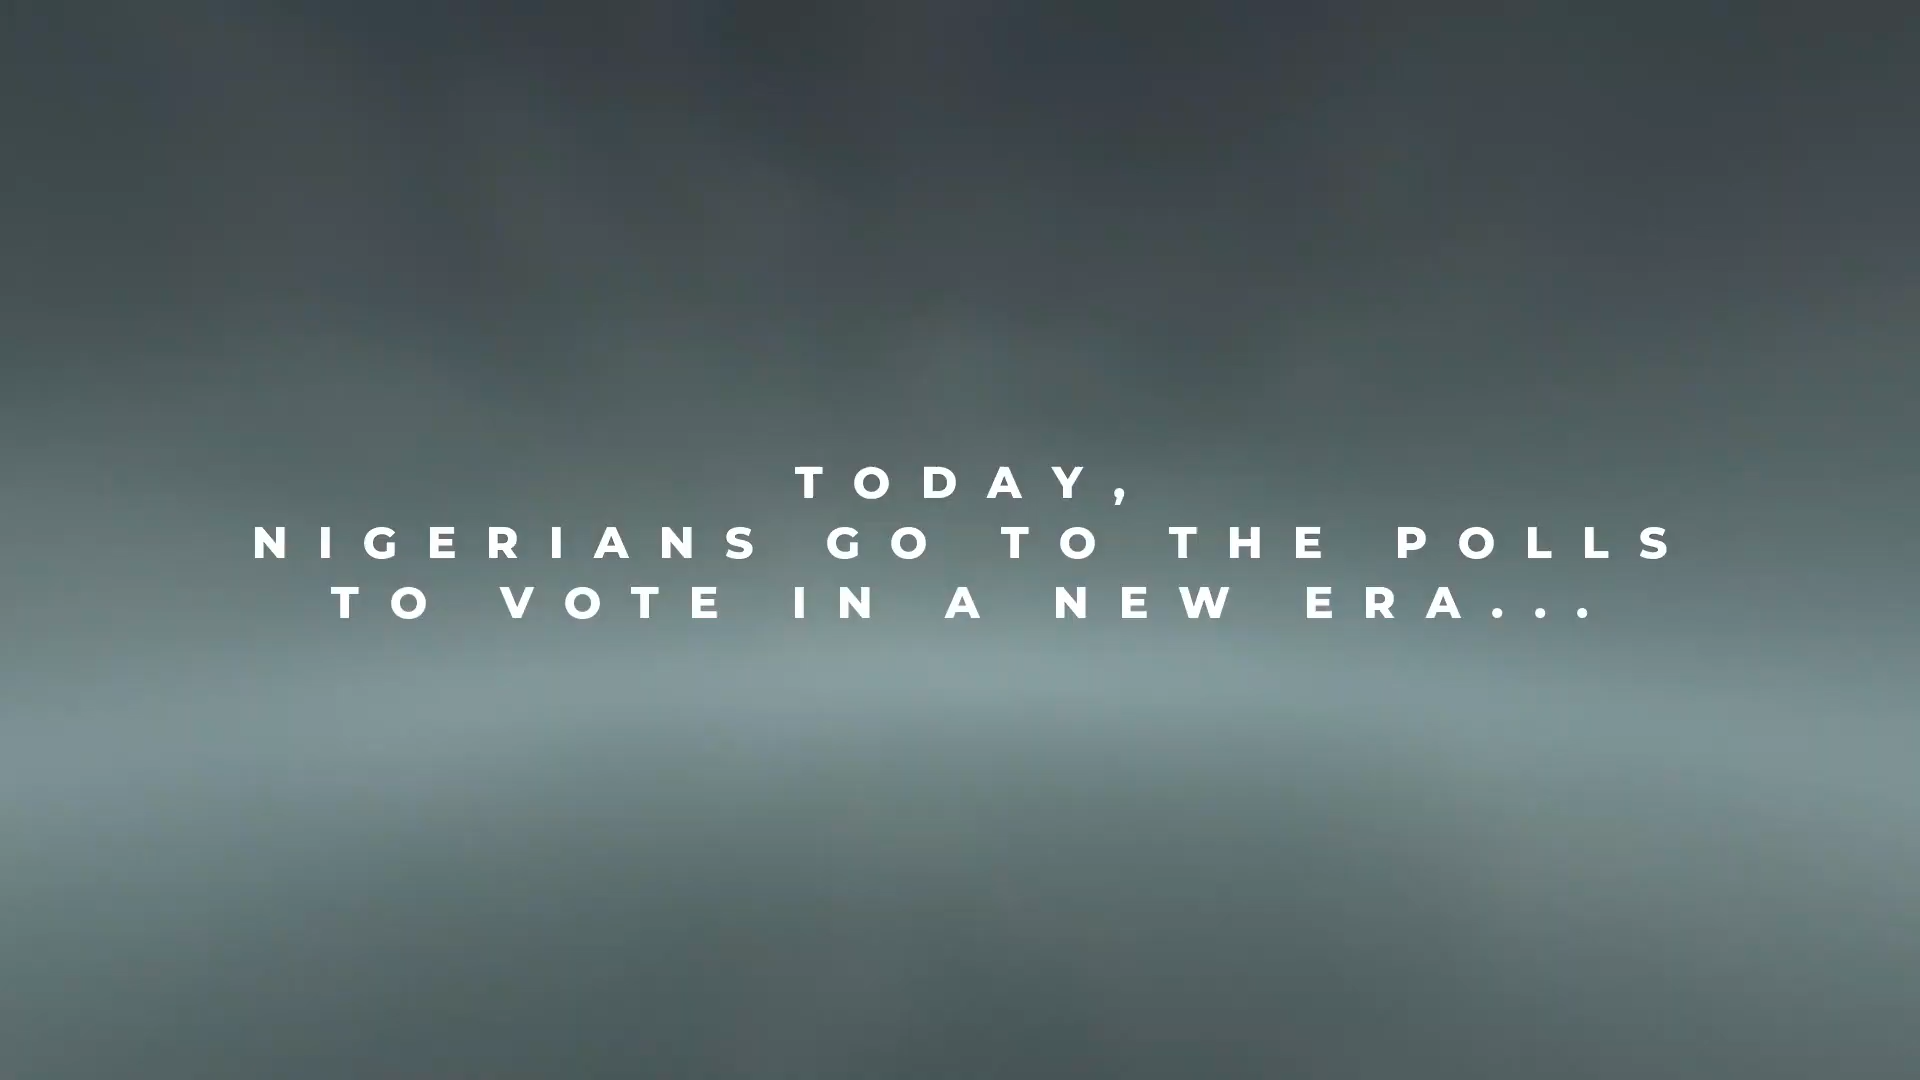 TODAY,
NIGERIANS GO TO THE POLLS
TO VOTE IN A NEW ERA...